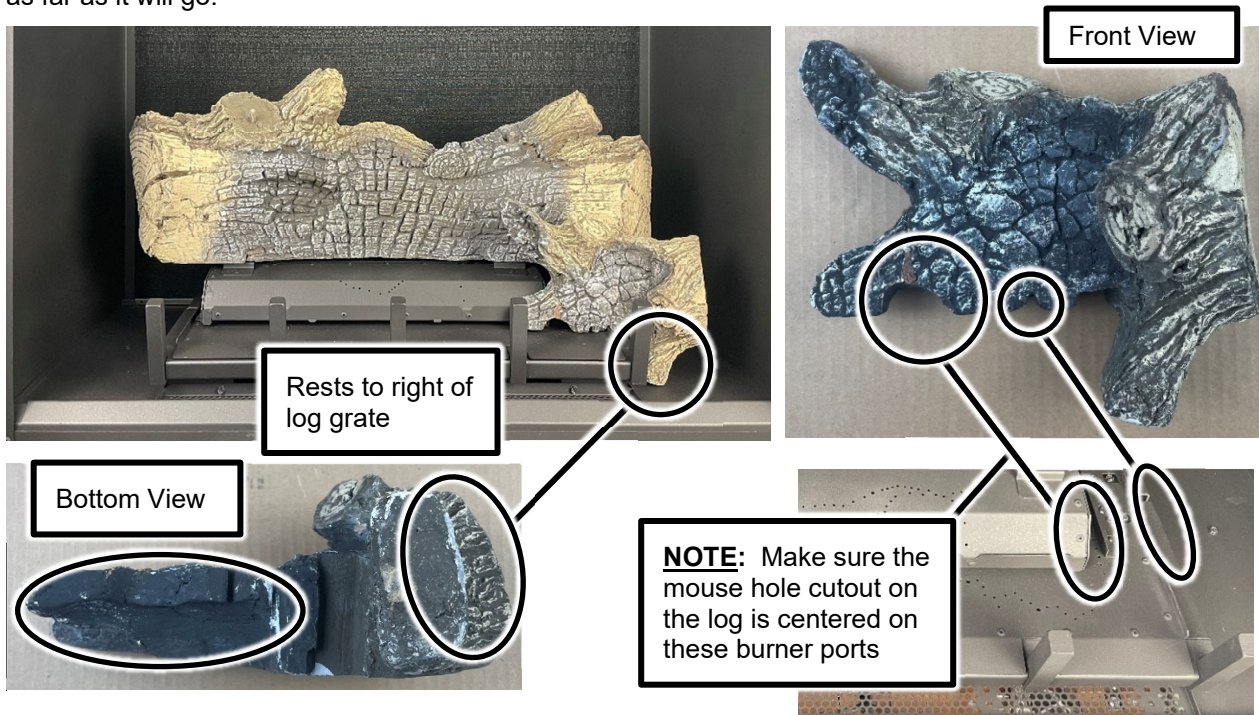 as far as it will go.
Front View
Rests to right of
log grate
Bottom View
NOTE: Make sure the
mouse hole cutout on
the log is centered on
these burner ports